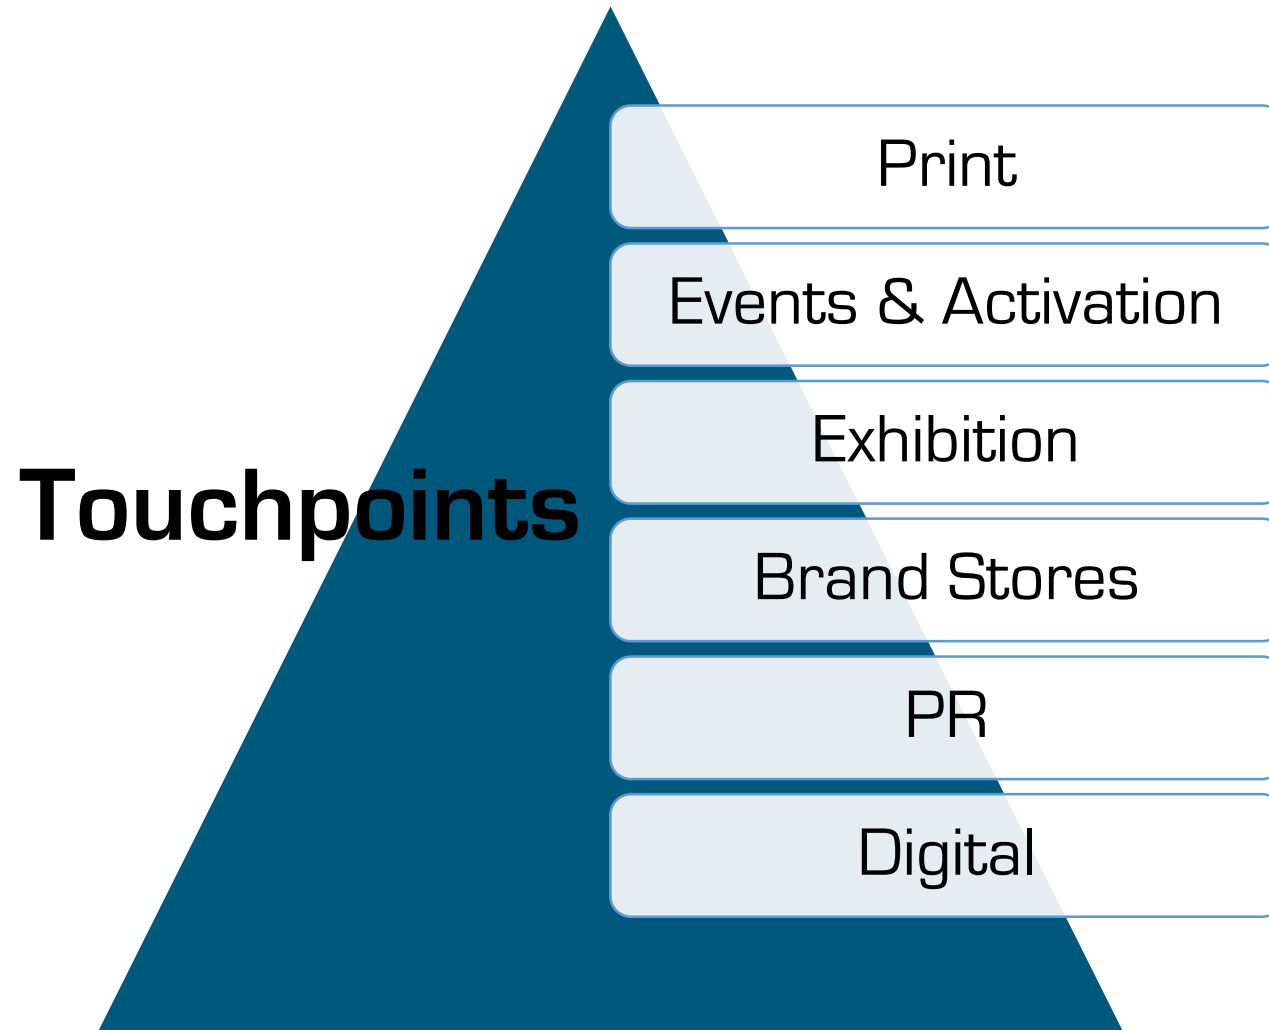 Print
Events & Activation
Exhibition
Touchpoints
Brand Stores
PR
Digital